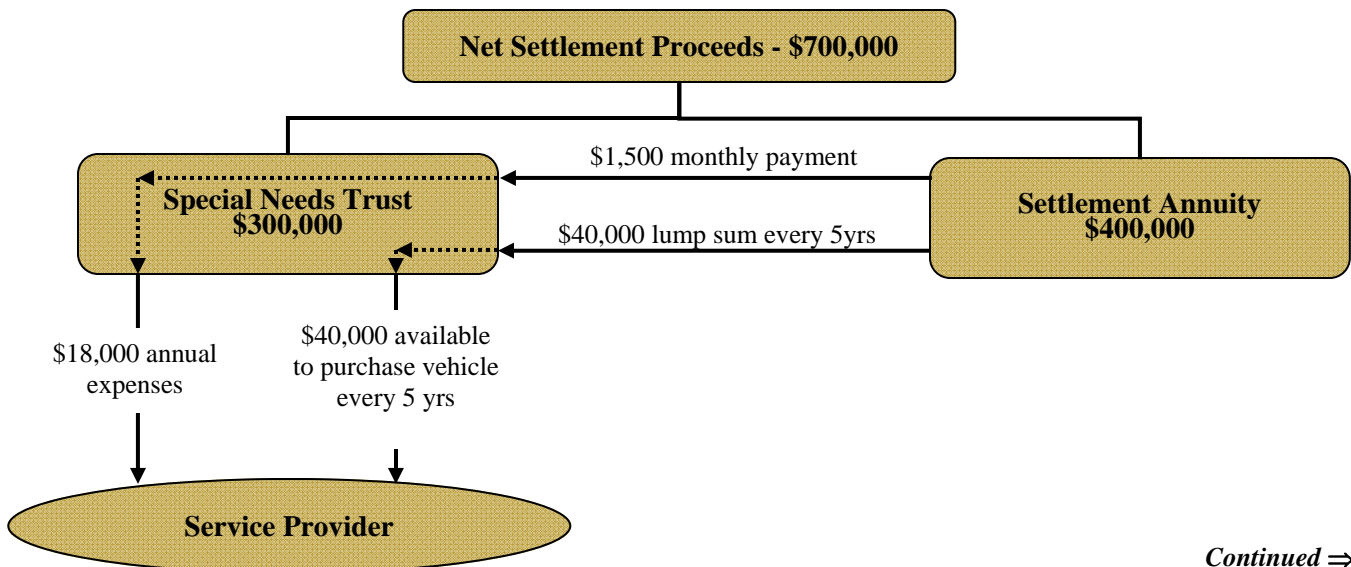 Net Settlement Proceeds - $700,000
$1,500 monthly payment
Special Needs Trust
$300,000
Settlement Annuity
$400,000
$40,000 lump sum every 5yrs
$18,000 annual
expenses
$40,000 available
to purchase vehicle
every 5 yrs
Service Provider
Continued ⇒